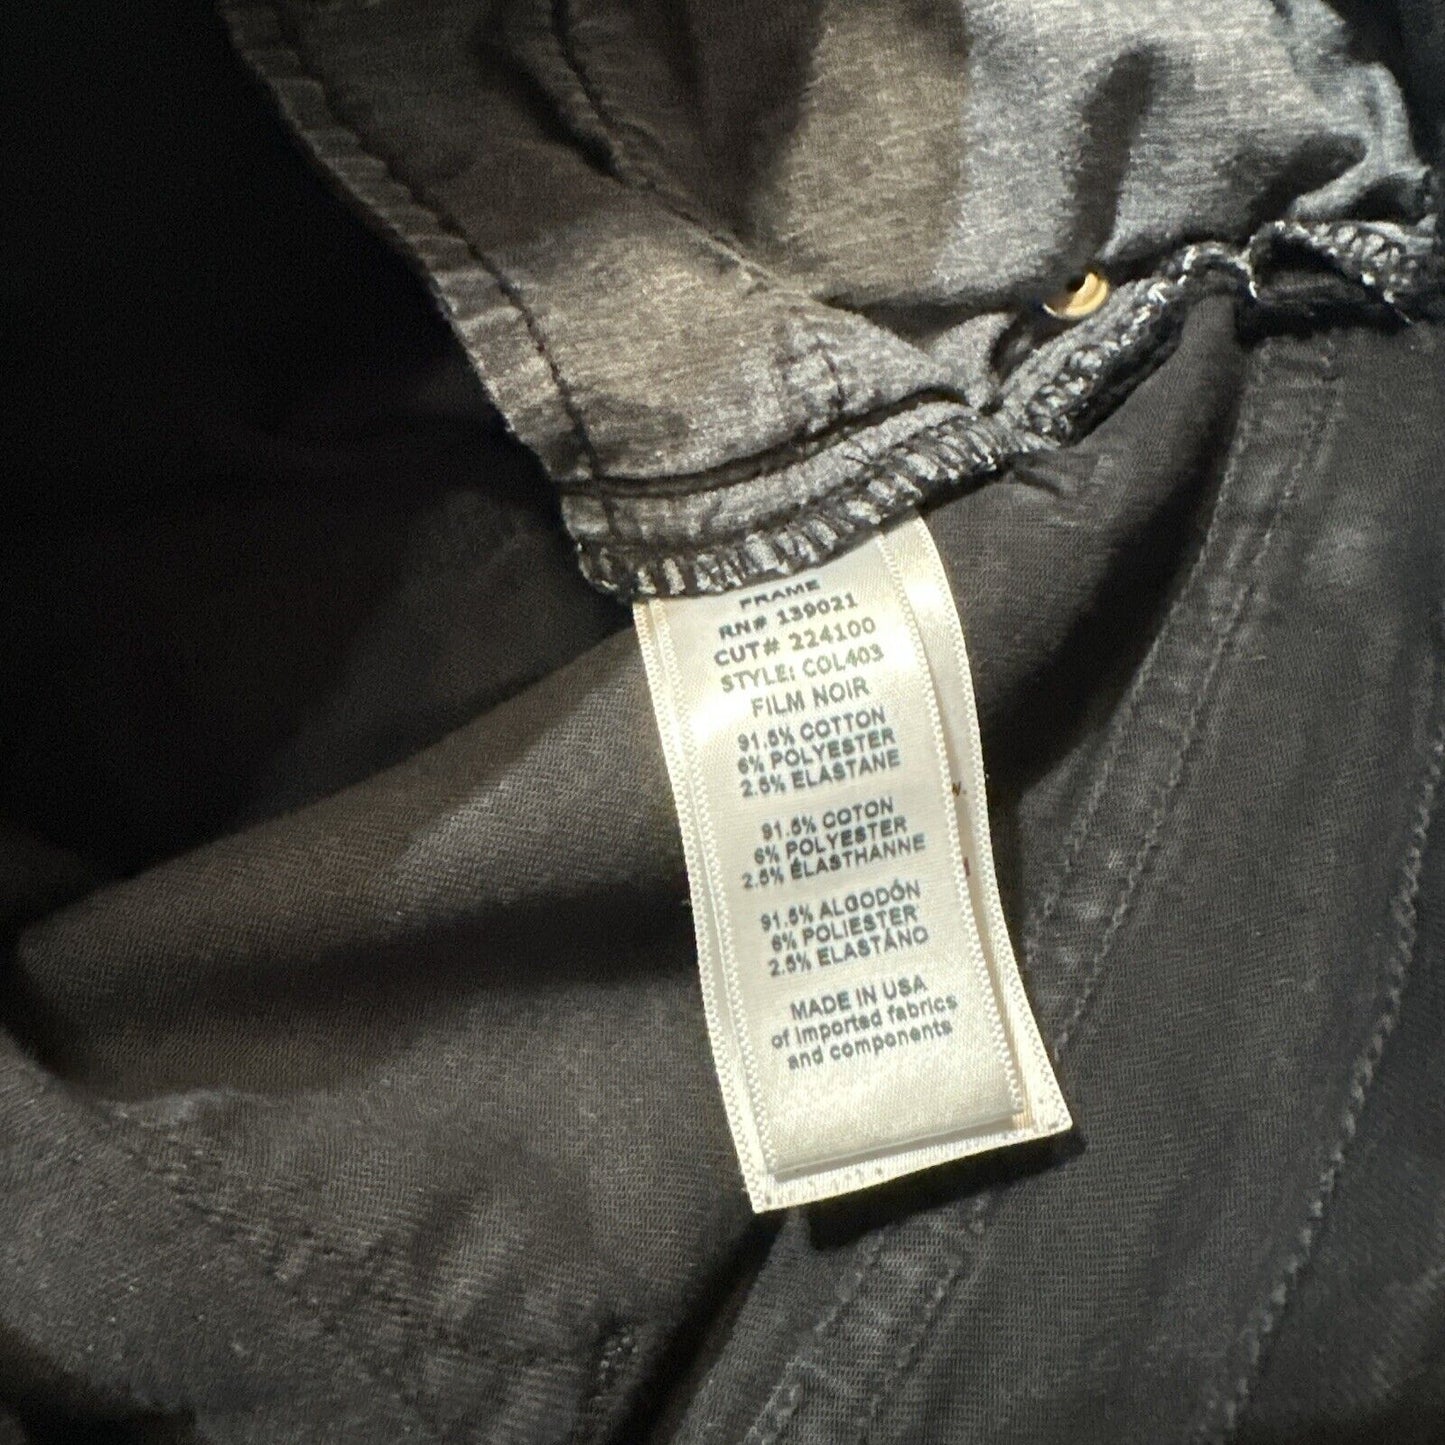 FRAME
RN# 139021
CUT# 224100
STYLE: COL403
FILM NOIR
91.5% COTTON
6% POLYESTER
2.5% ELASTANE
91.5% COTON
6% POLYESTER
2.5% ÉLASTHANNE
91.5% ALGODÓN
6% POLIESTER
2.5% ELASTANO
MADE IN USA
of imported fabrics
and components